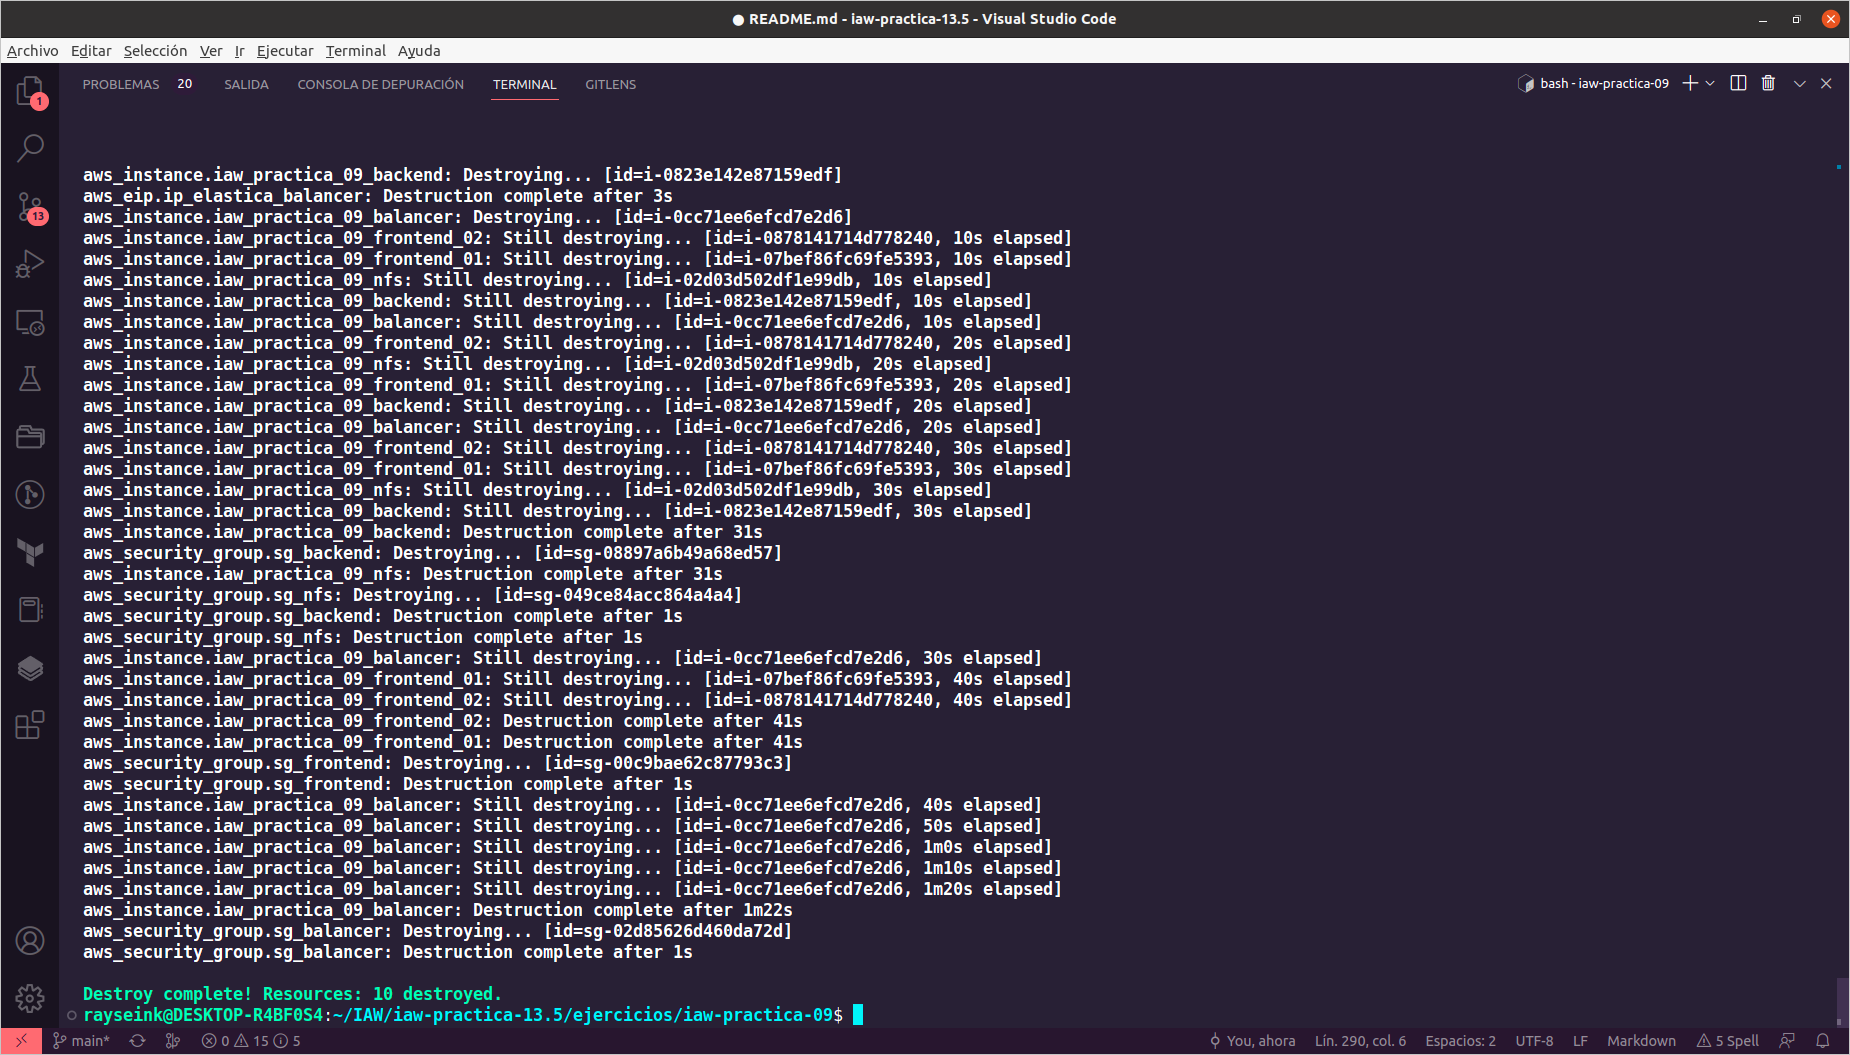 ● README.md - iaw-practica-13.5 - Visual Studio Code
Archivo Editar Selección Ver Ir Ejecutar Terminal Ayuda
PROBLEMAS 20 SALIDA CONSOLA DE DEPURACIÓN TERMINAL GITLENS bash - iaw-practica-09
1
13
aws_instance.iaw_practica_09_backend: Destroying... [id=i-0823e142e87159edf]
aws_eip.ip_elastica_balancer: Destruction complete after 3s
aws_instance.iaw_practica_09_balancer: Destroying... [id=i-0cc71ee6efcd7e2d6]
aws_instance.iaw_practica_09_frontend_02: Still destroying... [id=i-0878141714d778240, 10s elapsed]
aws_instance.iaw_practica_09_frontend_01: Still destroying... [id=i-07bef86fc69fe5393, 10s elapsed]
aws_instance.iaw_practica_09_nfs: Still destroying... [id=i-02d03d502df1e99db, 10s elapsed]
aws_instance.iaw_practica_09_backend: Still destroying... [id=i-0823e142e87159edf, 10s elapsed]
aws_instance.iaw_practica_09_balancer: Still destroying... [id=i-0cc71ee6efcd7e2d6, 10s elapsed]
aws_instance.iaw_practica_09_frontend_02: Still destroying... [id=i-0878141714d778240, 20s elapsed]
aws_instance.iaw_practica_09_nfs: Still destroying... [id=i-02d03d502df1e99db, 20s elapsed]
aws_instance.iaw_practica_09_frontend_01: Still destroying... [id=i-07bef86fc69fe5393, 20s elapsed]
aws_instance.iaw_practica_09_backend: Still destroying... [id=i-0823e142e87159edf, 20s elapsed]
aws_instance.iaw_practica_09_balancer: Still destroying... [id=i-0cc71ee6efcd7e2d6, 20s elapsed]
aws_instance.iaw_practica_09_frontend_02: Still destroying... [id=i-0878141714d778240, 30s elapsed]
aws_instance.iaw_practica_09_frontend_01: Still destroying... [id=i-07bef86fc69fe5393, 30s elapsed]
aws_instance.iaw_practica_09_nfs: Still destroying... [id=i-02d03d502df1e99db, 30s elapsed]
aws_instance.iaw_practica_09_backend: Still destroying... [id=i-0823e142e87159edf, 30s elapsed]
aws_instance.iaw_practica_09_backend: Destruction complete after 31s
aws_security_group.sg_backend: Destroying... [id=sg-08897a6b49a68ed57]
aws_instance.iaw_practica_09_nfs: Destruction complete after 31s
aws_security_group.sg_nfs: Destroying... [id=sg-049ce84acc864a4a4]
aws_security_group.sg_backend: Destruction complete after 1s
aws_security_group.sg_nfs: Destruction complete after 1s
aws_instance.iaw_practica_09_balancer: Still destroying... [id=i-0cc71ee6efcd7e2d6, 30s elapsed]
aws_instance.iaw_practica_09_frontend_01: Still destroying... [id=i-07bef86fc69fe5393, 40s elapsed]
aws_instance.iaw_practica_09_frontend_02: Still destroying... [id=i-0878141714d778240, 40s elapsed]
aws_instance.iaw_practica_09_frontend_02: Destruction complete after 41s
aws_instance.iaw_practica_09_frontend_01: Destruction complete after 41s
aws_security_group.sg_frontend: Destroying... [id=sg-00c9bae62c87793c3]
aws_security_group.sg_frontend: Destruction complete after 1s
aws_instance.iaw_practica_09_balancer: Still destroying... [id=i-0cc71ee6efcd7e2d6, 40s elapsed]
aws_instance.iaw_practica_09_balancer: Still destroying... [id=i-0cc71ee6efcd7e2d6, 50s elapsed]
aws_instance.iaw_practica_09_balancer: Still destroying... [id=i-0cc71ee6efcd7e2d6, 1m0s elapsed]
aws_instance.iaw_practica_09_balancer: Still destroying... [id=i-0cc71ee6efcd7e2d6, 1m10s elapsed]
aws_instance.iaw_practica_09_balancer: Still destroying... [id=i-0cc71ee6efcd7e2d6, 1m20s elapsed]
aws_instance.iaw_practica_09_balancer: Destruction complete after 1m22s
aws_security_group.sg_balancer: Destroying... [id=sg-02d85626d460da72d]
aws_security_group.sg_balancer: Destruction complete after 1s
Destroy complete! Resources: 10 destroyed.
rayseink@DESKTOP-R4BF0S4:~/IAW/iaw-practica-13.5/ejercicios/iaw-practica-09$
main* 0 15 5 You, ahora Lín. 290, col. 6 Espacios: 2 UTF-8 LF Markdown 5 Spell